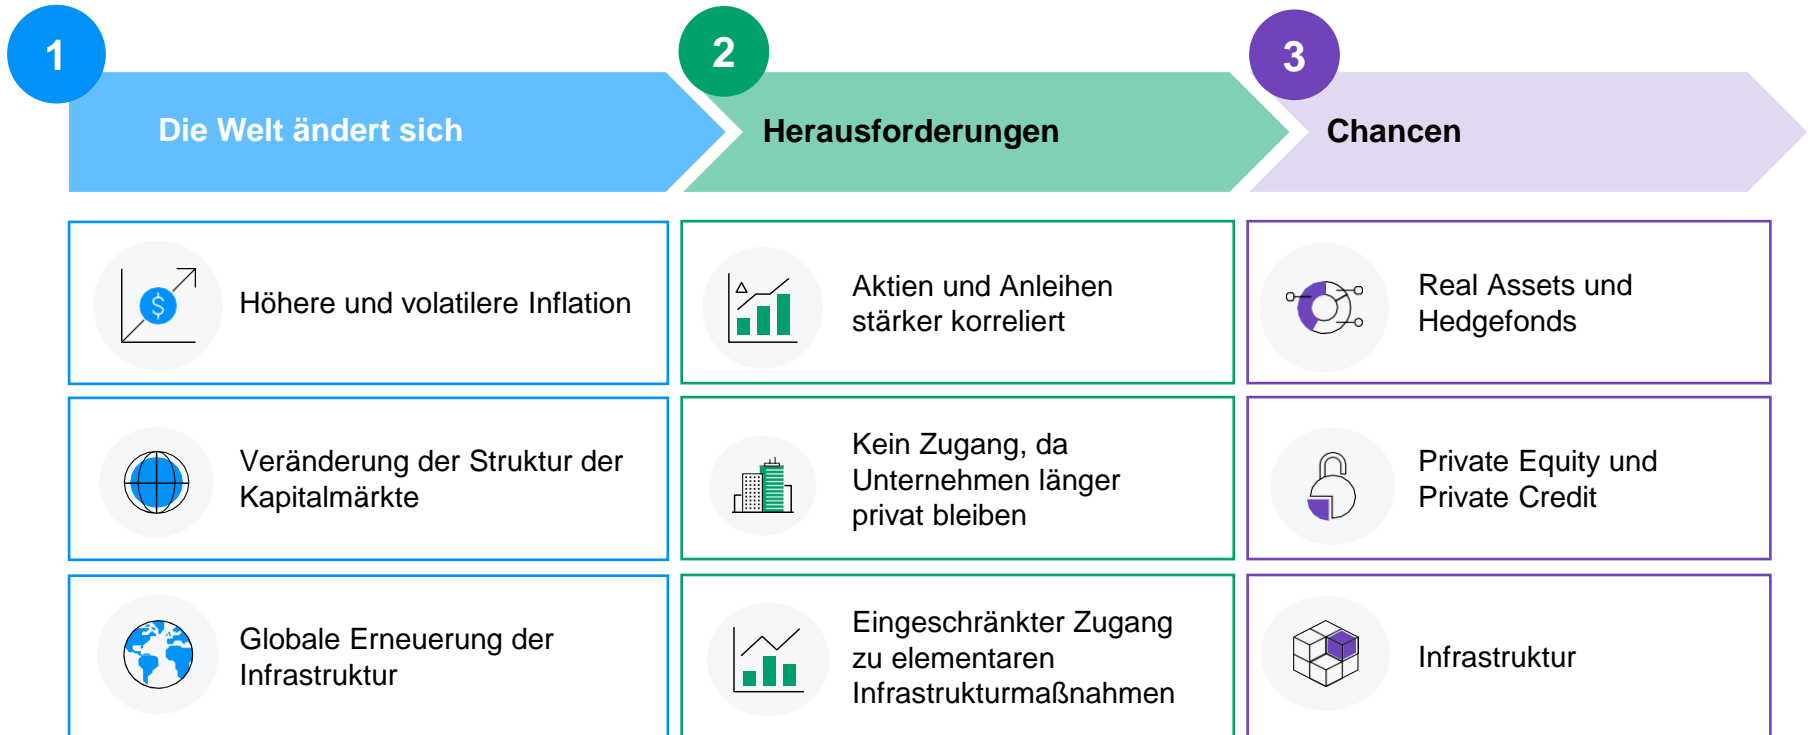 1
Die Welt ändert sich
2
Herausforderungen
3
Chancen
$
Höhere und volatilere Inflation
Aktien und Anleihen
stärker korreliert
Real Assets und
Hedgefonds
Veränderung der Struktur der
Kapitalmärkte
Kein Zugang, da
Unternehmen länger
privat bleiben
Private Equity und
Private Credit
Globale Erneuerung der
Infrastruktur
Eingeschränkter Zugang
zu elementaren
Infrastrukturmaßnahmen
Infrastruktur